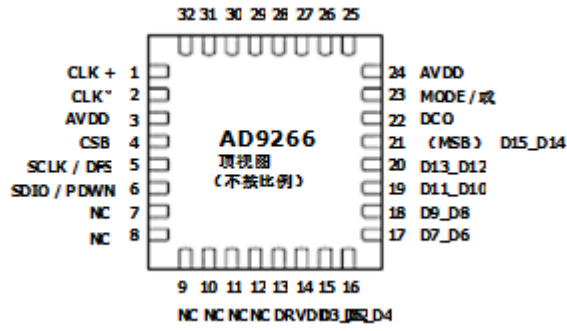 32 31 30 29 28 27 26 25
CLK + 1
CLK⁻ 2
AVDD 3
CSB 4
SCLK / DFS 5
SDIO / PDWN 6
NC 7
NC 8
AD9266
顶视图
(不按比例)
24 AVDD
23 MODE / 或
22 DCO
21 (MSB) D15_D14
20 D13_D12
19 D11_D10
18 D9_D8
17 D7_D6
9 10 11 12 13 14 15 16
NC NC NC NC DRVDD